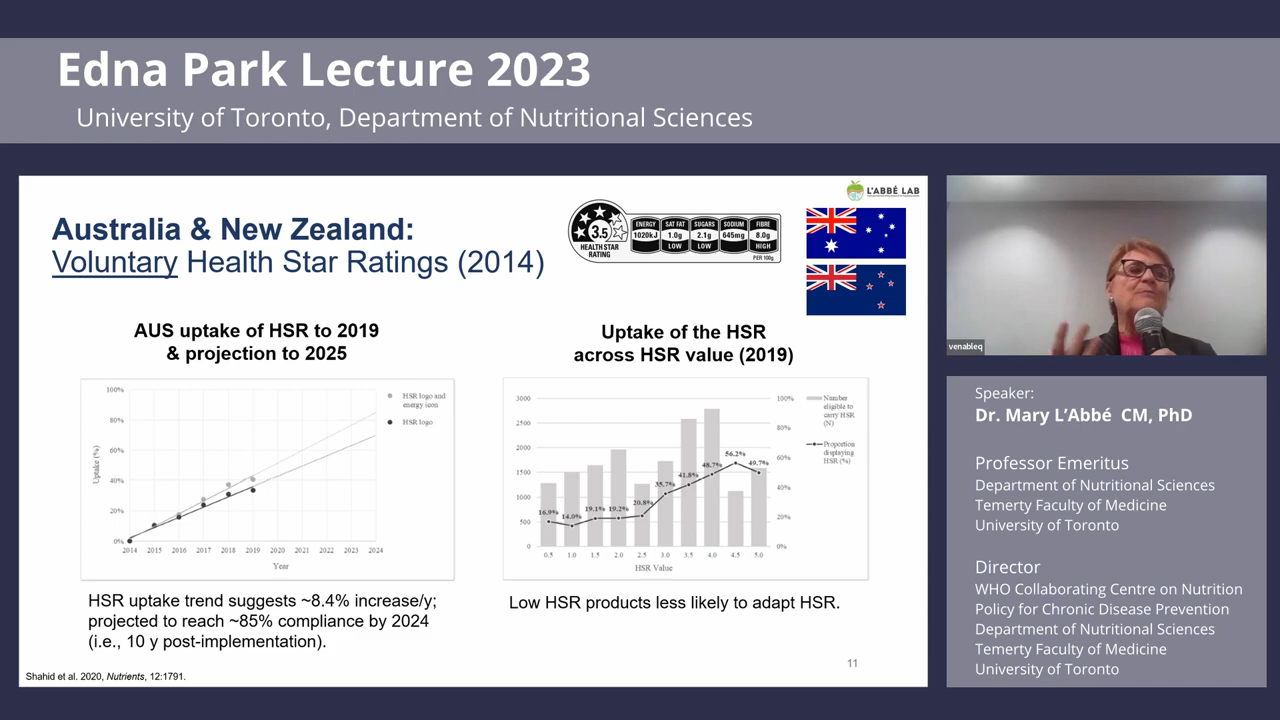 Edna Park Lecture 2023
University of Toronto, Department of Nutritional Sciences
L'ABBÉ LAB
Australia & New Zealand:
Voluntary Health Star Ratings (2014)
3.5
HEALTH STAR
RATING
ENERGY SAT FAT SUGARS SODIUM FIBRE
1020kJ 1.0g 2.1g 645mg 8.0g
LOW LOW HIGH
PER 100g
AUS uptake of HSR to 2019
& projection to 2025
100%
80%
60%
40%
20%
0%
Uptake (%)
2014 2015 2016 2017 2018 2019 2020 2021 2022 2023 2024
Year
HSR logo and
energy icon
HSR logo
HSR uptake trend suggests ~8.4% increase/y;
projected to reach ~85% compliance by 2024
(i.e., 10 y post-implementation).
Uptake of the HSR
across HSR value (2019)
3000
2500
2000
1500
1000
500
0
16.9% 14.0% 19.1% 19.2% 20.8% 35.7% 41.8% 48.7% 56.2% 49.7%
0.5 1.0 1.5 2.0 2.5 3.0 3.5 4.0 4.5 5.0
HSR Value
100%
80%
60%
40%
20%
0%
Number
eligible to
carry HSR
(N)
Proportion
displaying
HSR (%)
Low HSR products less likely to adapt HSR.
11
Shahid et al. 2020, Nutrients, 12:1791.
venableq
Speaker:
Dr. Mary L'Abbé CM, PhD
Professor Emeritus
Department of Nutritional Sciences
Temerty Faculty of Medicine
University of Toronto
Director
WHO Collaborating Centre on Nutrition
Policy for Chronic Disease Prevention
Department of Nutritional Sciences
Temerty Faculty of Medicine
University of Toronto